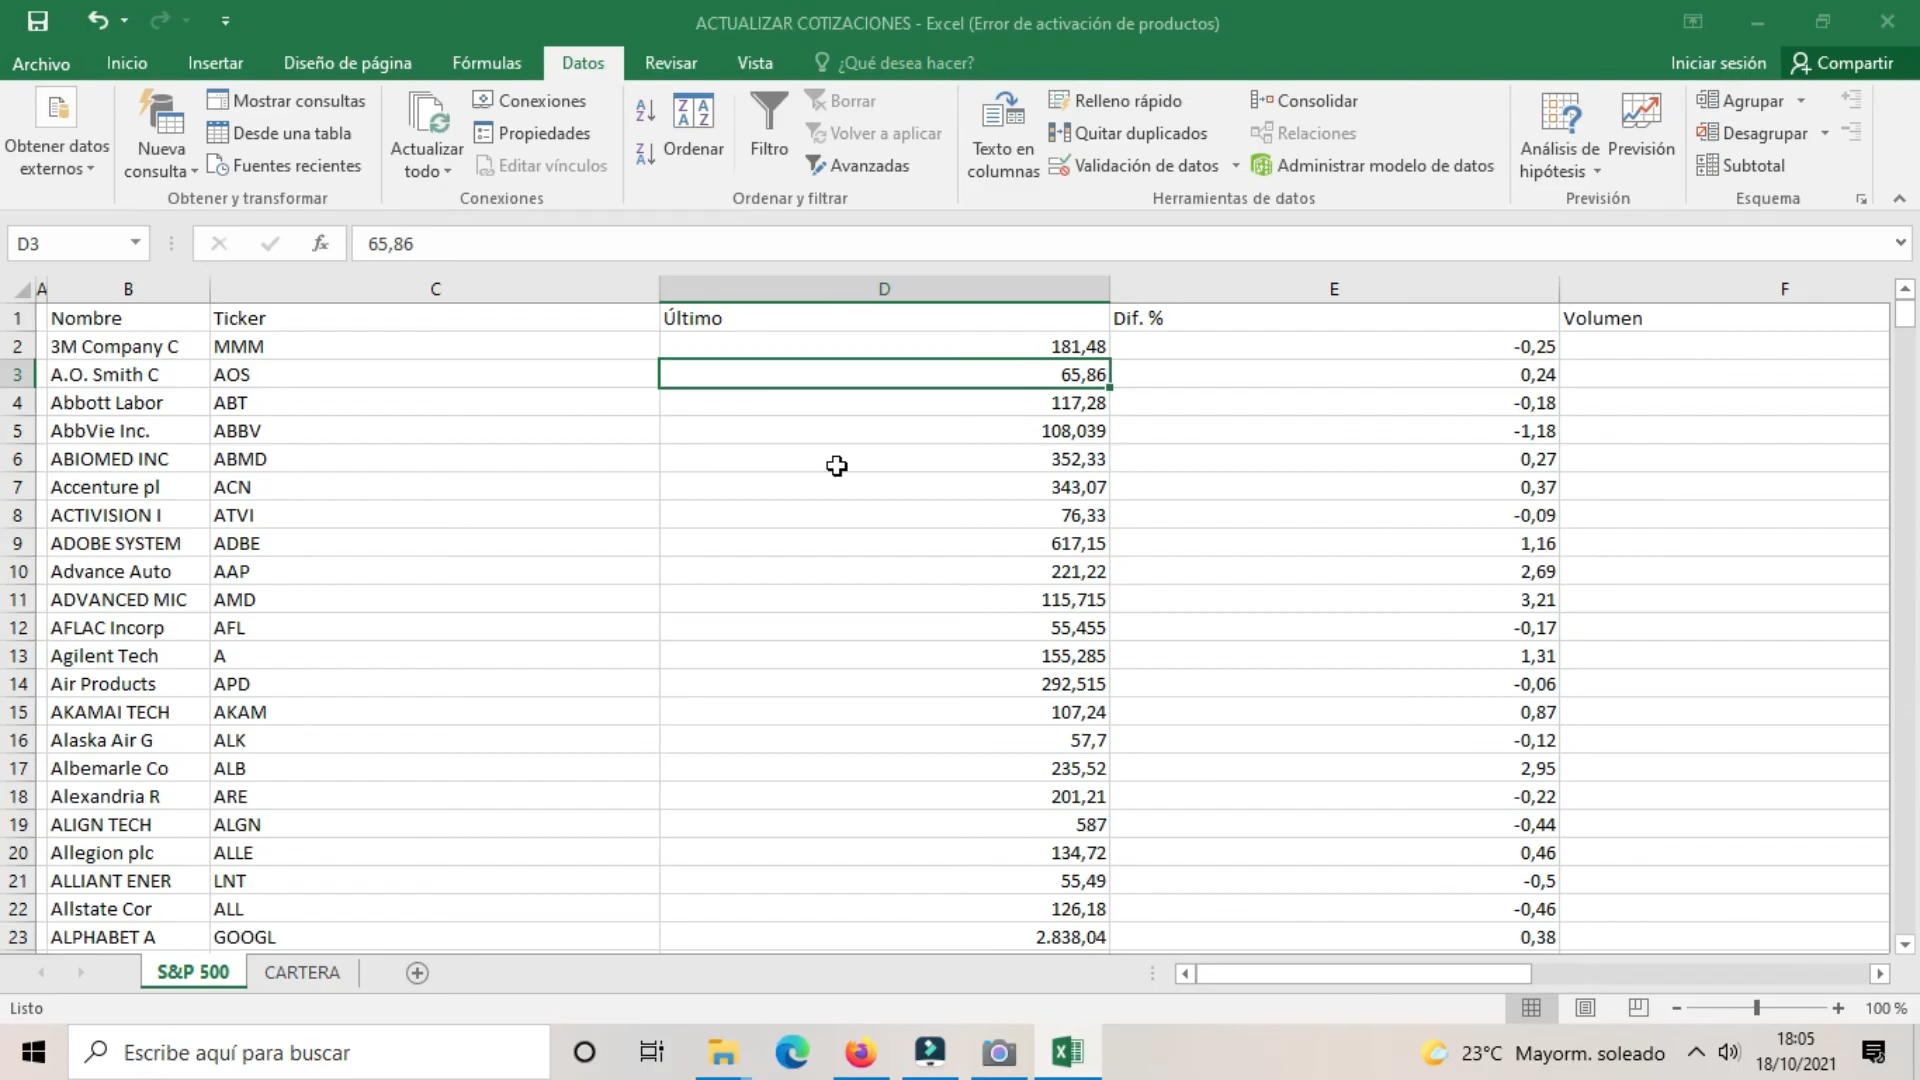 ACTUALIZAR COTIZACIONES - Excel (Error de activación de productos)
Archivo Inicio Insertar Diseño de página Fórmulas Datos Revisar Vista ¿Qué desea hacer? Iniciar sesión Compartir
Obtener datos externos
Nueva consulta
Mostrar consultas
Desde una tabla
Fuentes recientes
Obtener y transformar
Actualizar todo
Conexiones
Propiedades
Editar vínculos
Conexiones
Ordenar
Filtro
Borrar
Volver a aplicar
Avanzadas
Ordenar y filtrar
Texto en columnas
Relleno rápido
Quitar duplicados
Validación de datos
Consolidar
Relaciones
Administrar modelo de datos
Herramientas de datos
Análisis de hipótesis
Previsión
Previsión
Agrupar
Desagrupar
Subtotal
Esquema
D3 fx 65,86
A B C D E F
1 Nombre Ticker Último Dif. % Volumen
2 3M Company C MMM 181,48 -0,25
3 A.O. Smith C AOS 65,86 0,24
4 Abbott Labor ABT 117,28 -0,18
5 AbbVie Inc. ABBV 108,039 -1,18
6 ABIOMED INC ABMD 352,33 0,27
7 Accenture pl ACN 343,07 0,37
8 ACTIVISION I ATVI 76,33 -0,09
9 ADOBE SYSTEM ADBE 617,15 1,16
10 Advance Auto AAP 221,22 2,69
11 ADVANCED MIC AMD 115,715 3,21
12 AFLAC Incorp AFL 55,455 -0,17
13 Agilent Tech A 155,285 1,31
14 Air Products APD 292,515 -0,06
15 AKAMAI TECH AKAM 107,24 0,87
16 Alaska Air G ALK 57,7 -0,12
17 Albemarle Co ALB 235,52 2,95
18 Alexandria R ARE 201,21 -0,22
19 ALIGN TECH ALGN 587 -0,44
20 Allegion plc ALLE 134,72 0,46
21 ALLIANT ENER LNT 55,49 -0,5
22 Allstate Cor ALL 126,18 -0,46
23 ALPHABET A GOOGL 2.838,04 0,38
S&P 500 CARTERA
Listo 100 %
Escribe aquí para buscar 23°C Mayorm. soleado 18:05
18/10/2021